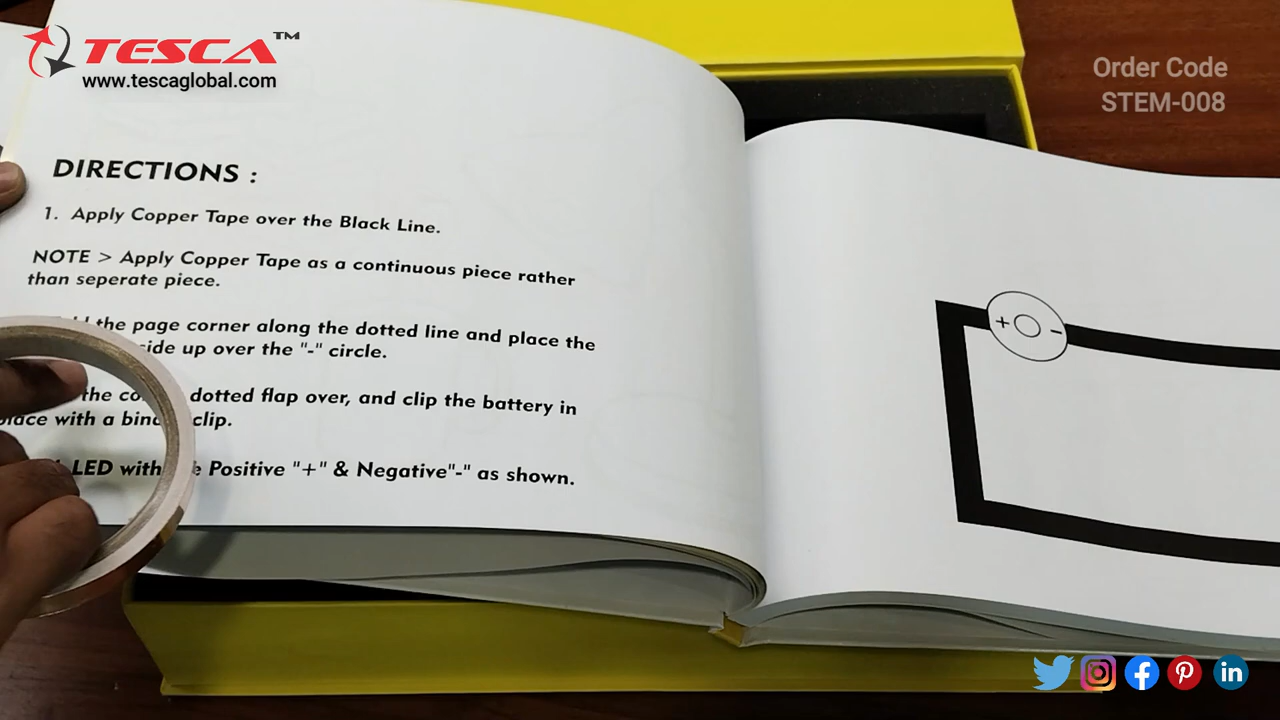 TESCA™
www.tescaglobal.com
Order Code
STEM-008
DIRECTIONS :
1. Apply Copper Tape over the Black Line.
NOTE > Apply Copper Tape as a continuous piece rather
than seperate piece.
the page corner along the dotted line and place the
side up over the "-" circle.
the dotted flap over, and clip the battery in
place with a clip.
LED with Positive "+" & Negative"-" as shown.
+ -